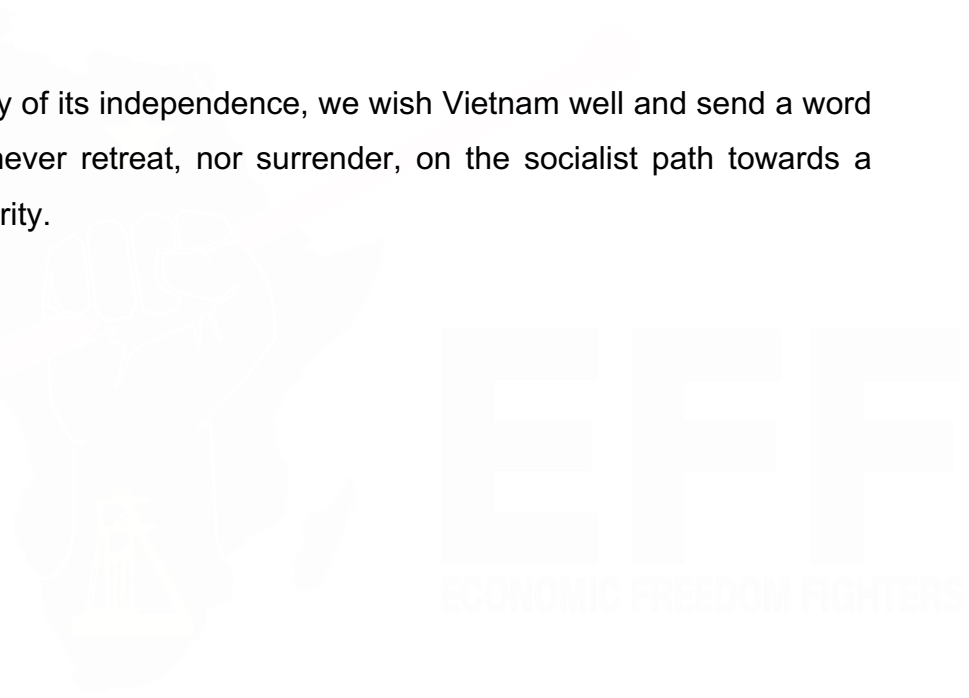 y of its independence, we wish Vietnam well and send a word
never retreat, nor surrender, on the socialist path towards a
rity.
EFF
ECONOMIC FREEDOM FIGHTERS